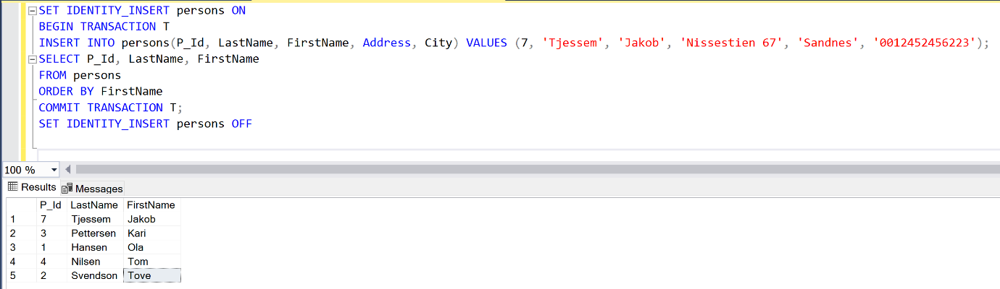 SET IDENTITY_INSERT persons ON
BEGIN TRANSACTION T
INSERT INTO persons(P_Id, LastName, FirstName, Address, City) VALUES (7, 'Tjessem', 'Jakob', 'Nissestien 67', 'Sandnes', '0012452456223');
SELECT P_Id, LastName, FirstName
FROM persons
ORDER BY FirstName
COMMIT TRANSACTION T;
SET IDENTITY_INSERT persons OFF
100 %
Results Messages
P_Id LastName FirstName
1 7 Tjessem Jakob
2 3 Pettersen Kari
3 1 Hansen Ola
4 4 Nilsen Tom
5 2 Svendson Tove